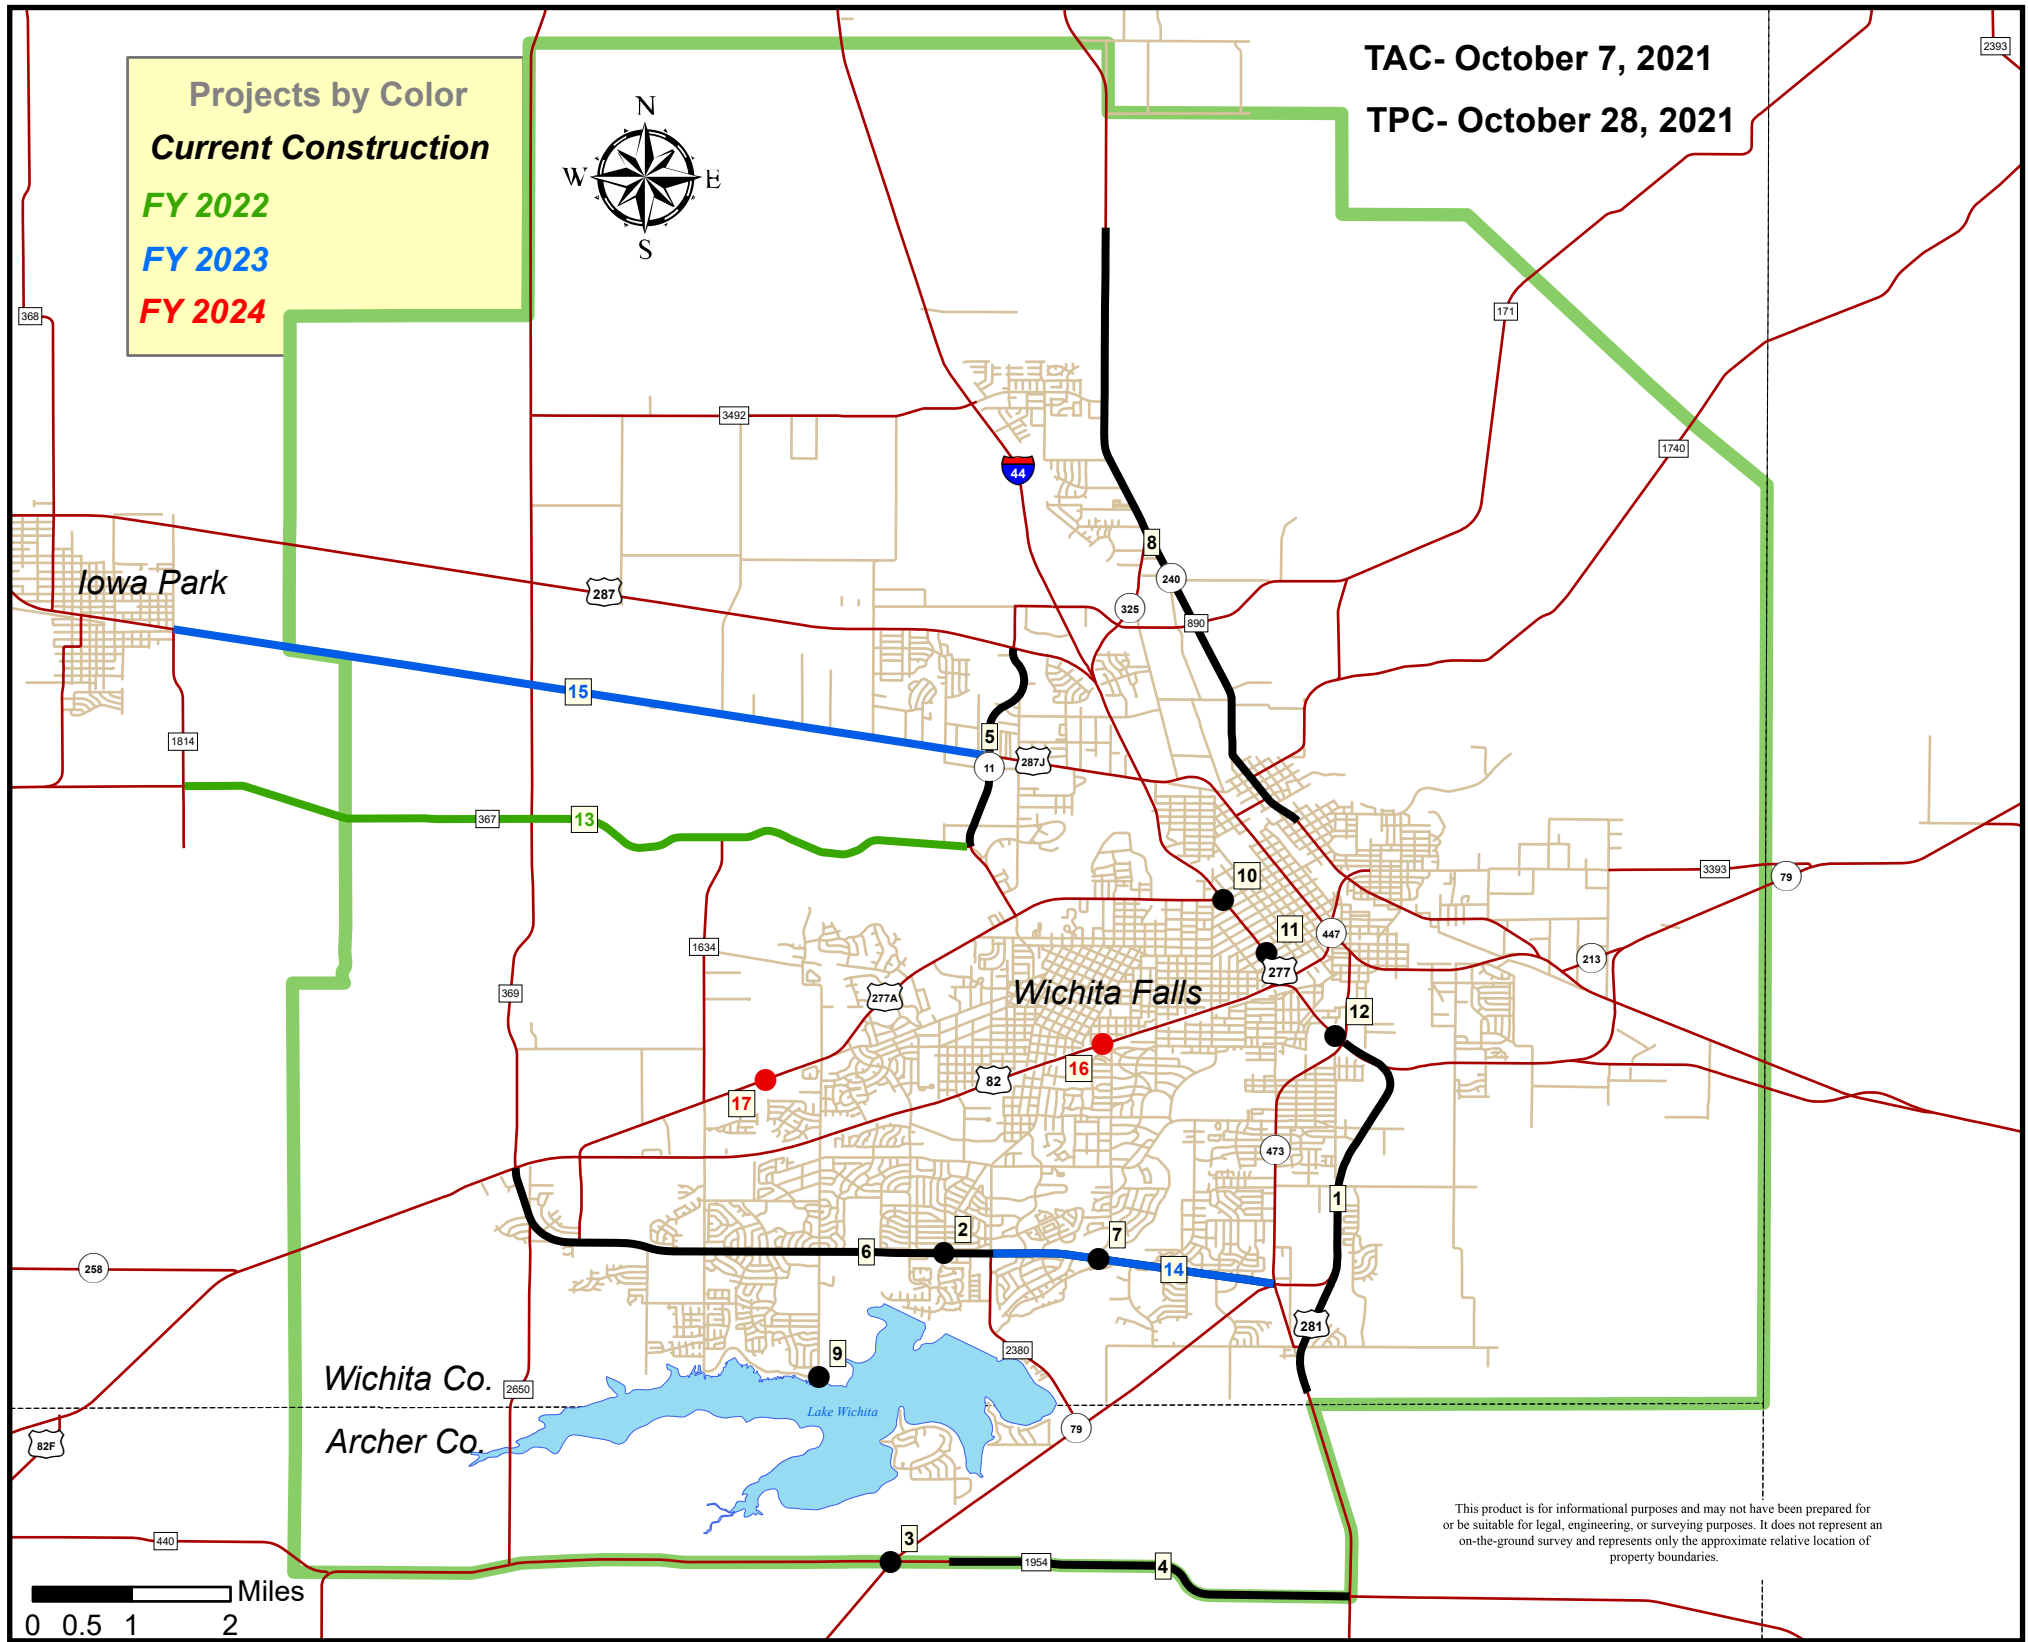 TAC- October 7, 2021
TPC- October 28, 2021
Projects by Color
Current Construction
FY 2022
FY 2023
FY 2024
N
W
E
S
2393
368
171
3492
1740
44
8
240
Iowa Park
287
325
890
15
1814
5
11
287J
367
13
3393
79
10
11
447
213
1634
277
369
277A
Wichita Falls
12
16
82
17
473
1
2
7
6
14
258
281
9
2380
Wichita Co.
2650
Lake Wichita
79
82F
Archer Co.
This product is for informational purposes and may not have been prepared for
or be suitable for legal, engineering, or surveying purposes. It does not represent an
on-the-ground survey and represents only the approximate relative location of
property boundaries.
440
3
1954
4
Miles
0 0.5 1 2